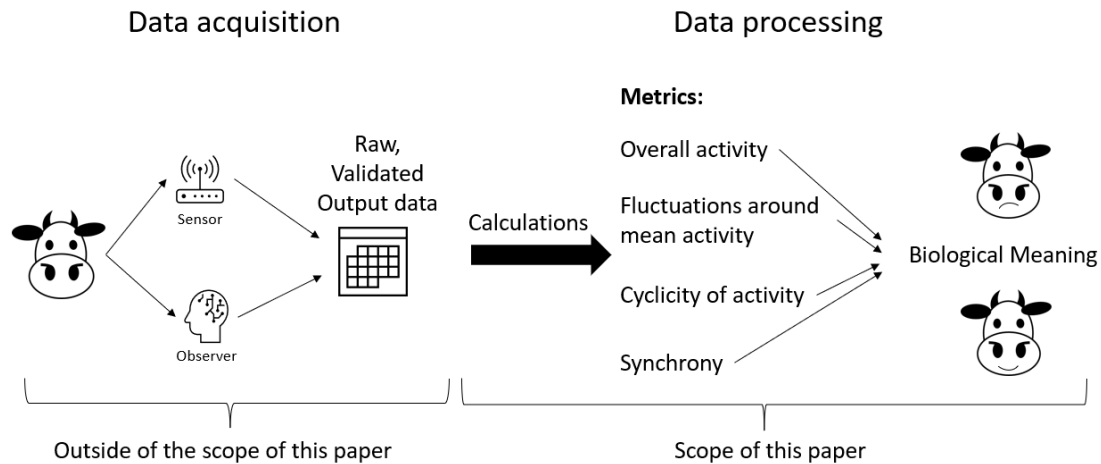 Data acquisition
Data processing
Sensor
Observer
Raw,
Validated
Output data
Calculations
Metrics:
Overall activity
Fluctuations around
mean activity
Cyclicity of activity
Synchrony
Biological Meaning
Outside of the scope of this paper
Scope of this paper